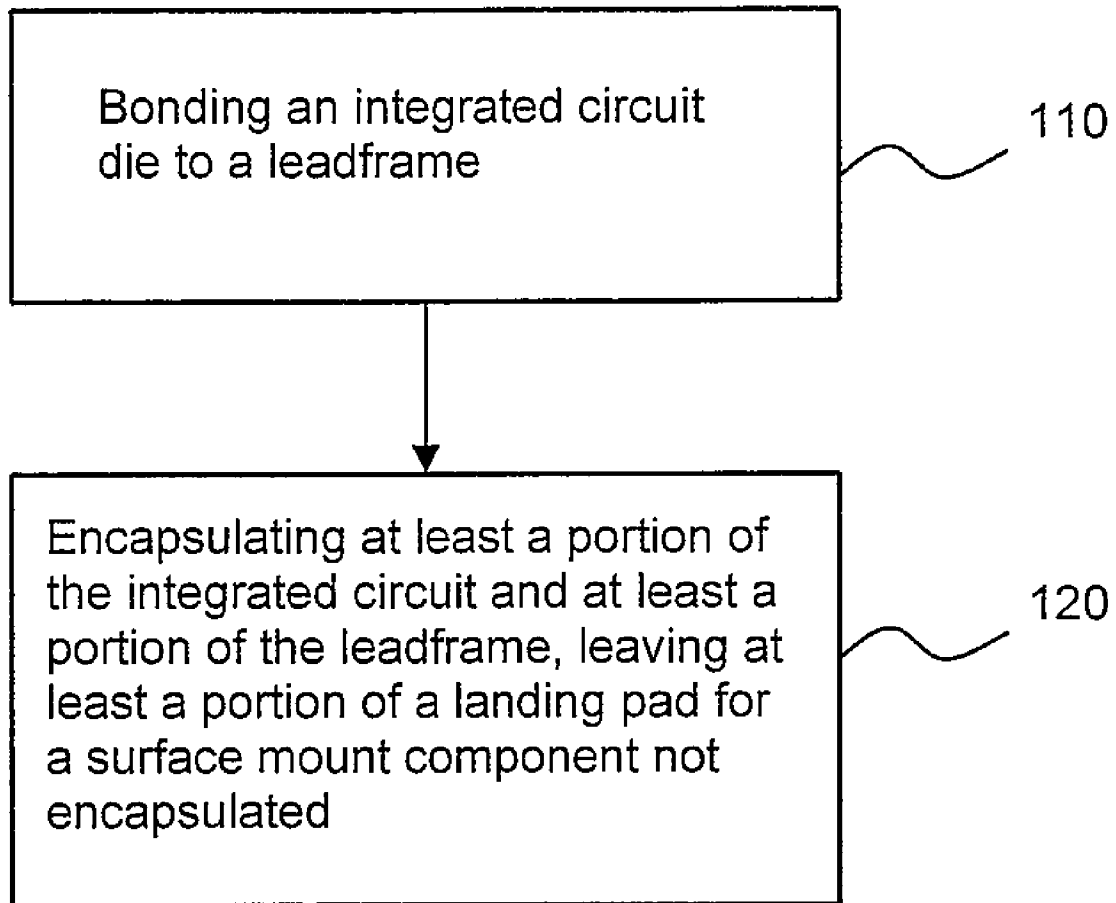 Bonding an integrated circuit
die to a leadframe
110
Encapsulating at least a portion of
the integrated circuit and at least a
portion of the leadframe, leaving at
least a portion of a landing pad for
a surface mount component not
encapsulated
120